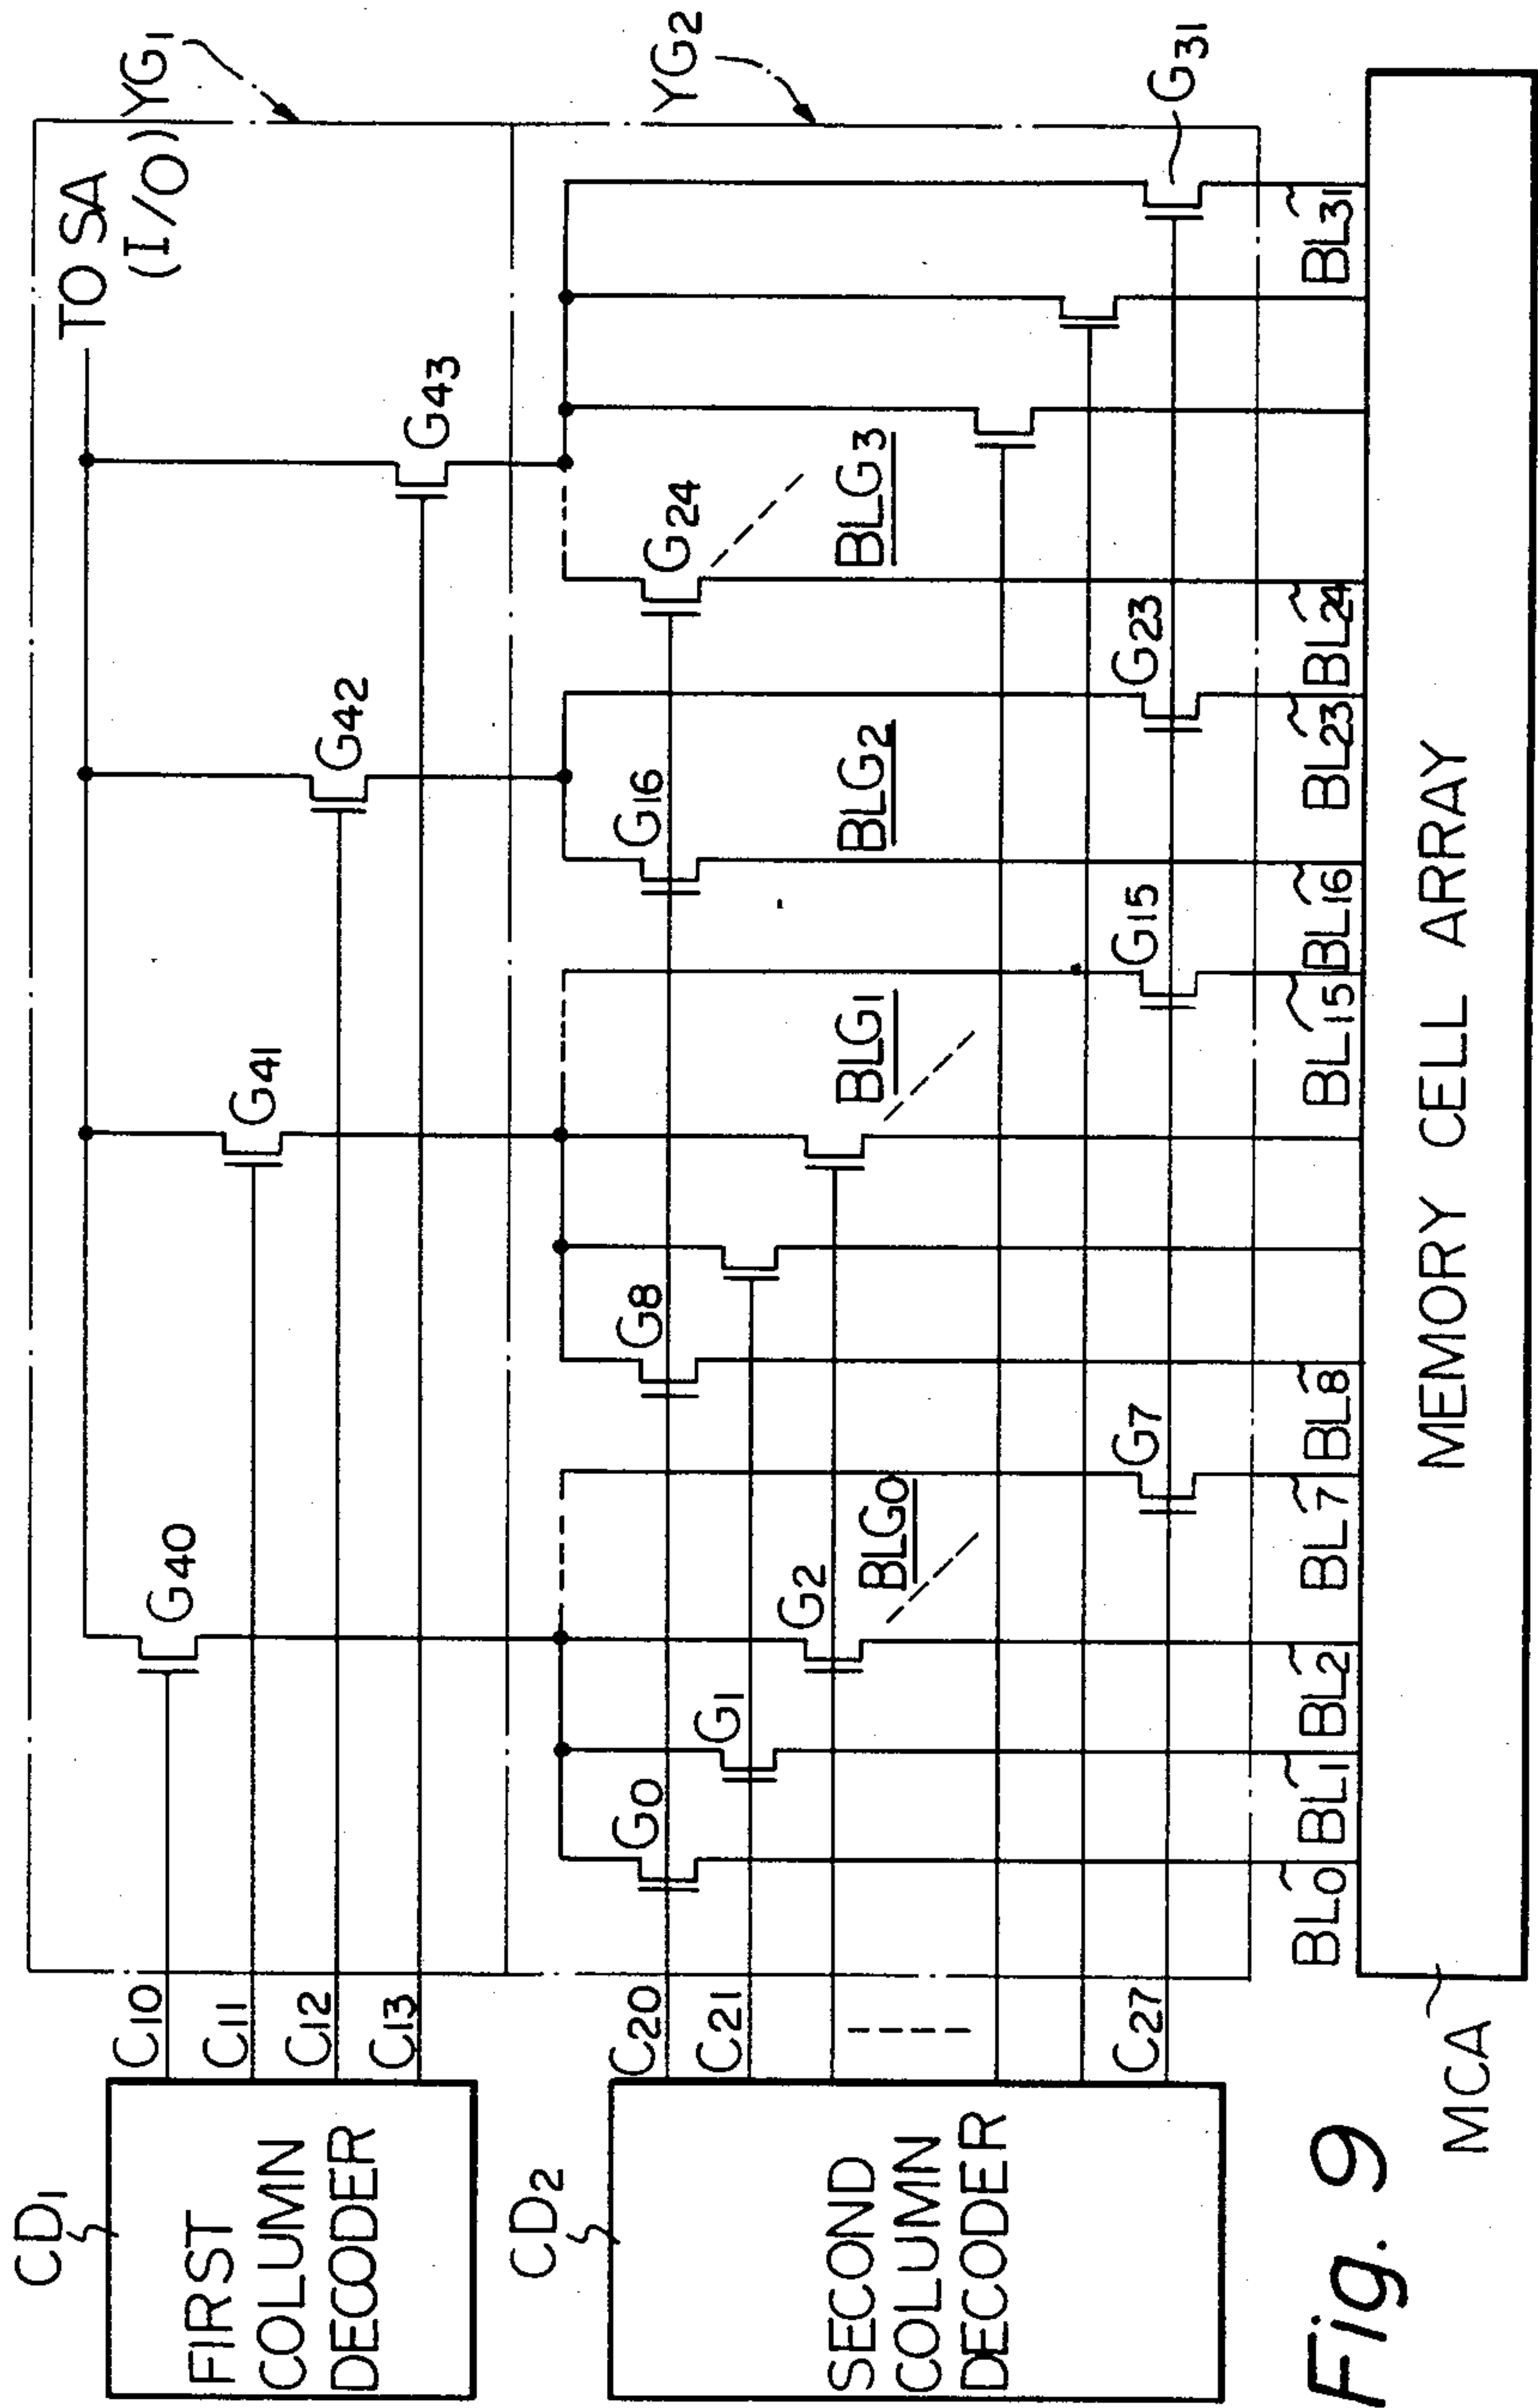 CD1
FIRST
COLUMN
DECODER
C10
C11
C12
C13
G40
G41
G42
G43
TO SA
(I/O)
YG1
YG2
CD2
SECOND
COLUMN
DECODER
C20
C21
C27
G0
G1
G2
G7
G8
G15
G16
G23
G24
G31
BLG0
BLG1
BLG2
BLG3
BL0
BL1
BL2
BL7
BL8
BL15
BL16
BL23
BL24
BL31
MEMORY CELL ARRAY
MCA
Fig. 9